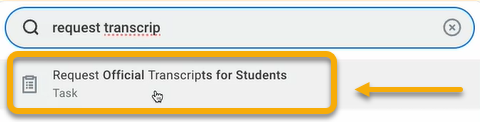 request transcrip
Request Official Transcripts for Students
Task